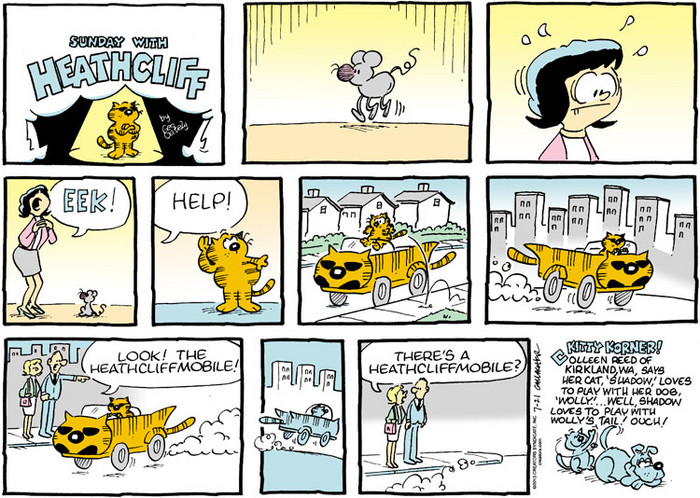 SUNDAY WITH
HEATHCLIFF
by
EEK!
HELP!
LOOK! THE
HEATHCLIFFMOBILE!
THERE'S A
HEATHCLIFFMOBILE?
7-21 GALLAGHER
KITTY KORNER!
COLLEEN REED OF
KIRKLAND, WA, SAYS
HER CAT, 'SHADOW,' LOVES
TO PLAY WITH HER DOG,
'WOLLY.'...WELL, SHADOW
LOVES TO PLAY WITH
WOLLY'S TAIL! OUCH!